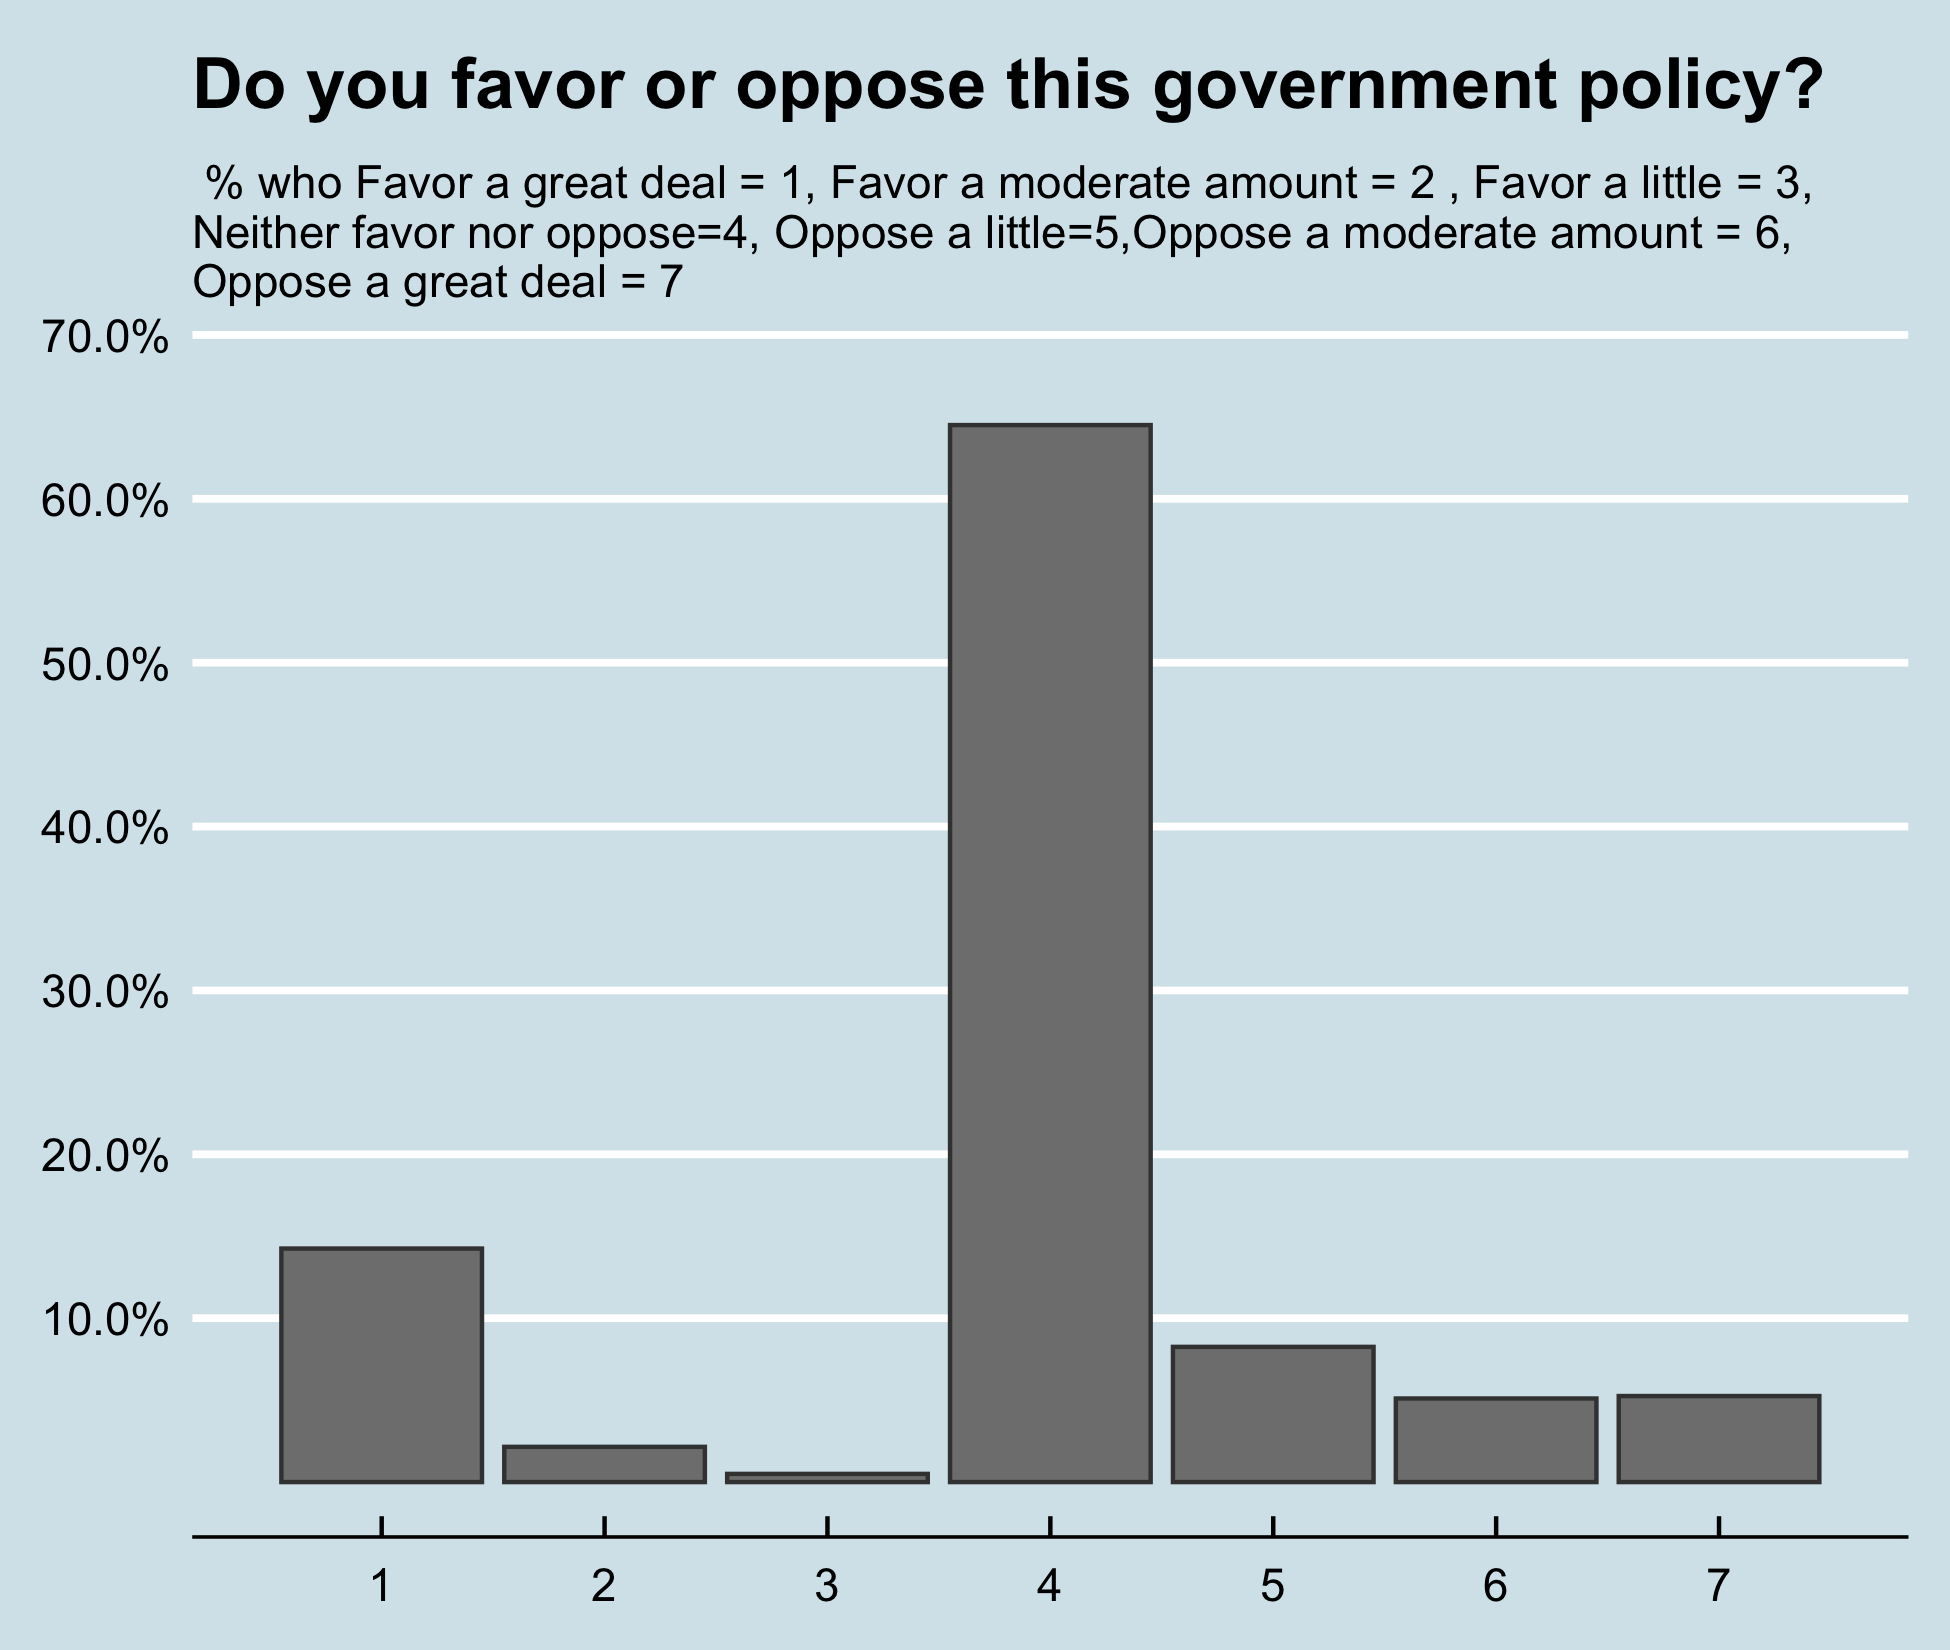 Do you favor or oppose this government policy?
% who Favor a great deal = 1, Favor a moderate amount = 2 , Favor a little = 3,
Neither favor nor oppose=4, Oppose a little=5,Oppose a moderate amount = 6,
Oppose a great deal = 7
70.0%
60.0%
50.0%
40.0%
30.0%
20.0%
10.0%
1 2 3 4 5 6 7